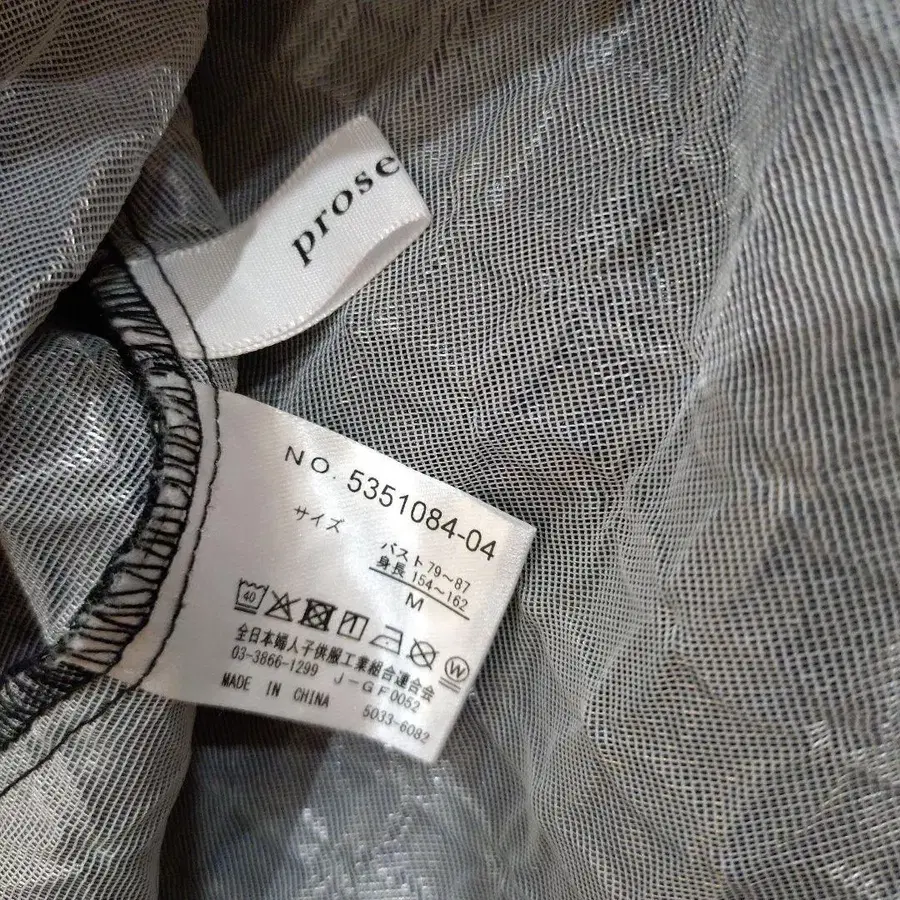 prose
NO. 5351084-04
サイズ
バスト 79~87
身長 154~162
M
40
W
全日本婦人子供服工業組合連合会
03-3866-1299 J-GF0052
MADE IN CHINA 5033-6082